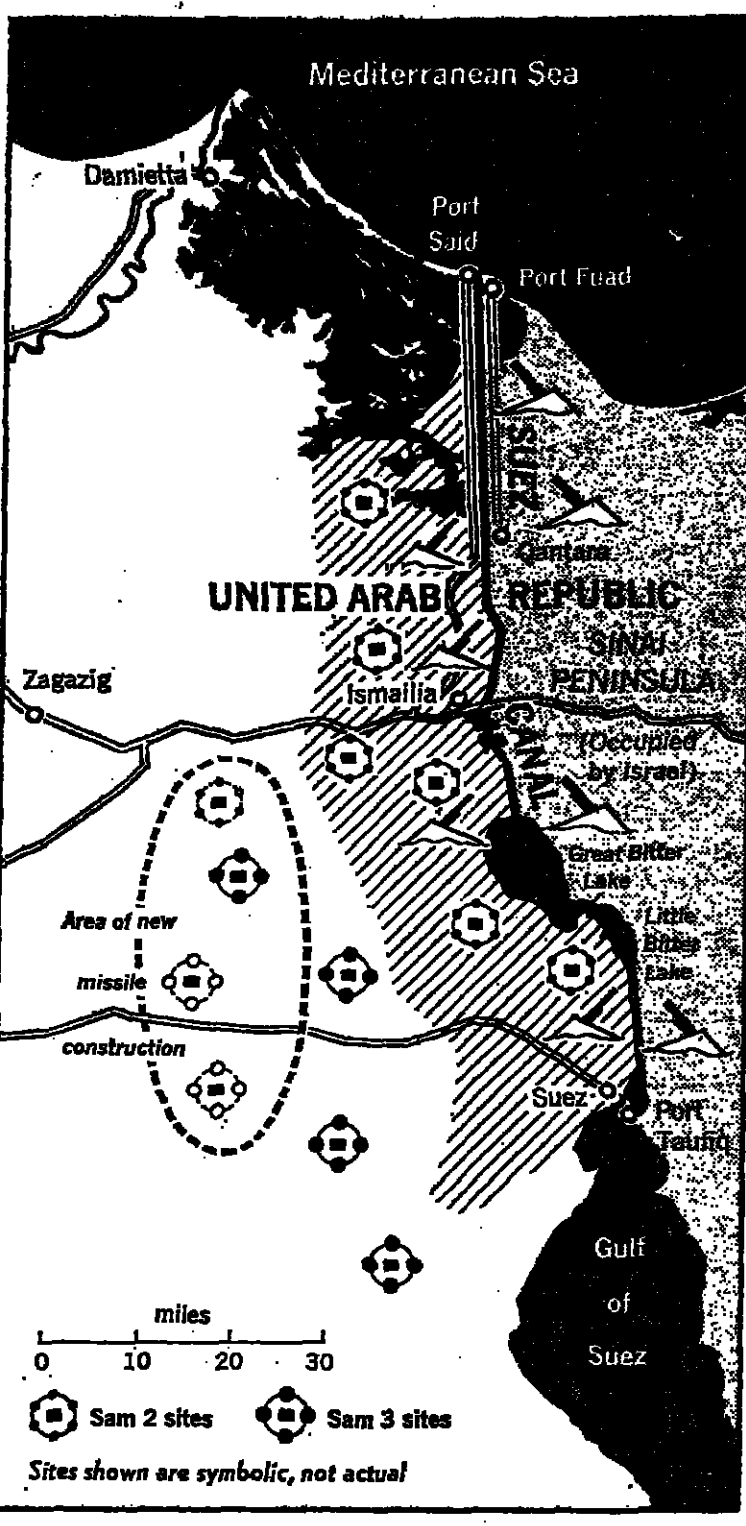 Mediterranean Sea
Damietta
Port
Said
Port Fuad
SUEZ
Qantara
UNITED ARAB REPUBLIC
SINAI
PENINSULA
Zagazig
Ismailia
CANAL
(Occupied
by Israel)
Great Bitter
Lake
Little
Bitter
Lake
Area of new
missile
construction
Suez
Port
Taufiq
Gulf
of
Suez
miles
0 10 20 30
Sam 2 sites
Sam 3 sites
Sites shown are symbolic, not actual